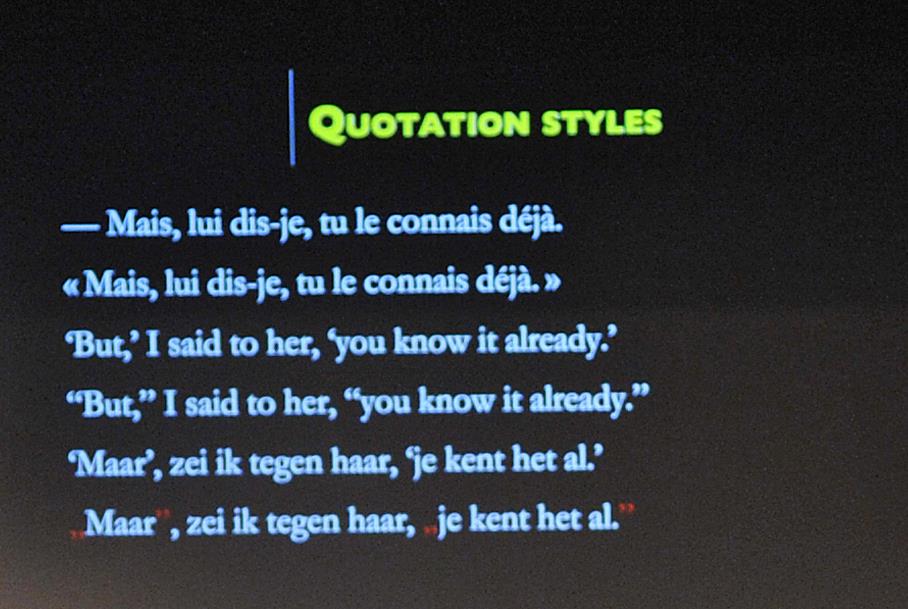 Quotation styles
— Mais, lui dis-je, tu le connais déjà.
« Mais, lui dis-je, tu le connais déjà. »
‘But,’ I said to her, ‘you know it already.’
“But,” I said to her, “you know it already.”
‘Maar’, zei ik tegen haar, ‘je kent het al.’
„Maar”, zei ik tegen haar, „je kent het al.”